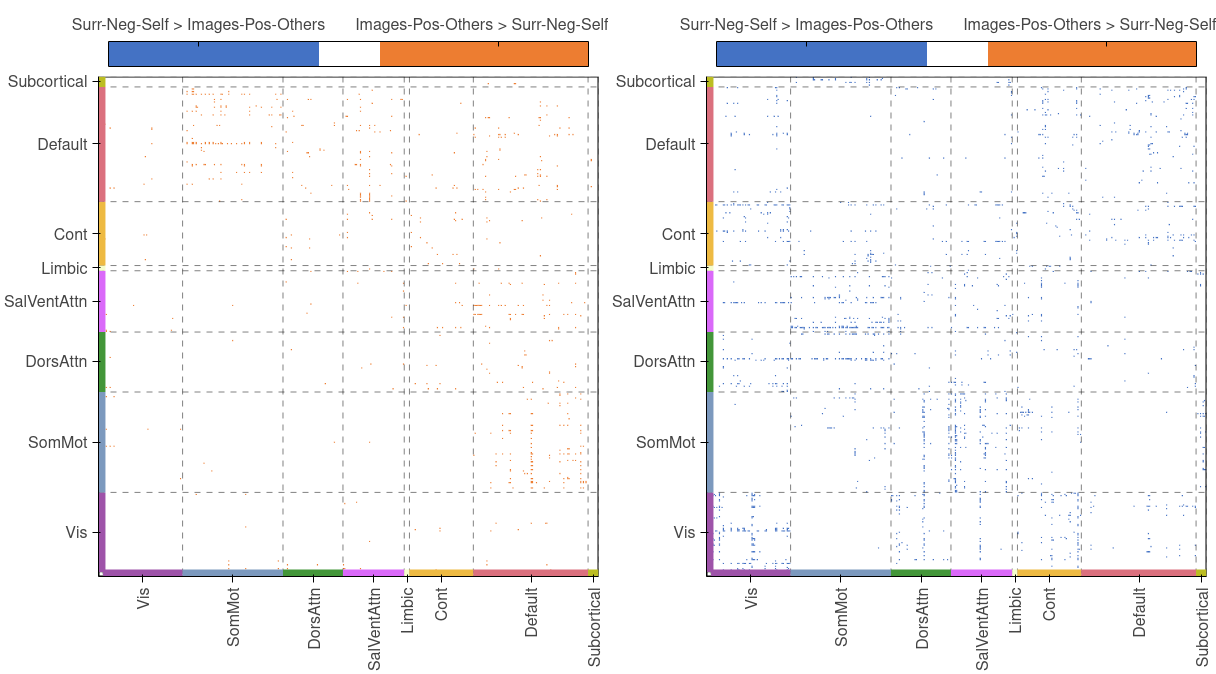 Surr-Neg-Self > Images-Pos-Others
Images-Pos-Others > Surr-Neg-Self
Subcortical
Default
Cont
Limbic
SalVentAttn
DorsAttn
SomMot
Vis
Vis
SomMot
DorsAttn
SalVentAttn
Limbic
Cont
Default
Subcortical
Surr-Neg-Self > Images-Pos-Others
Images-Pos-Others > Surr-Neg-Self
Subcortical
Default
Cont
Limbic
SalVentAttn
DorsAttn
SomMot
Vis
Vis
SomMot
DorsAttn
SalVentAttn
Limbic
Cont
Default
Subcortical